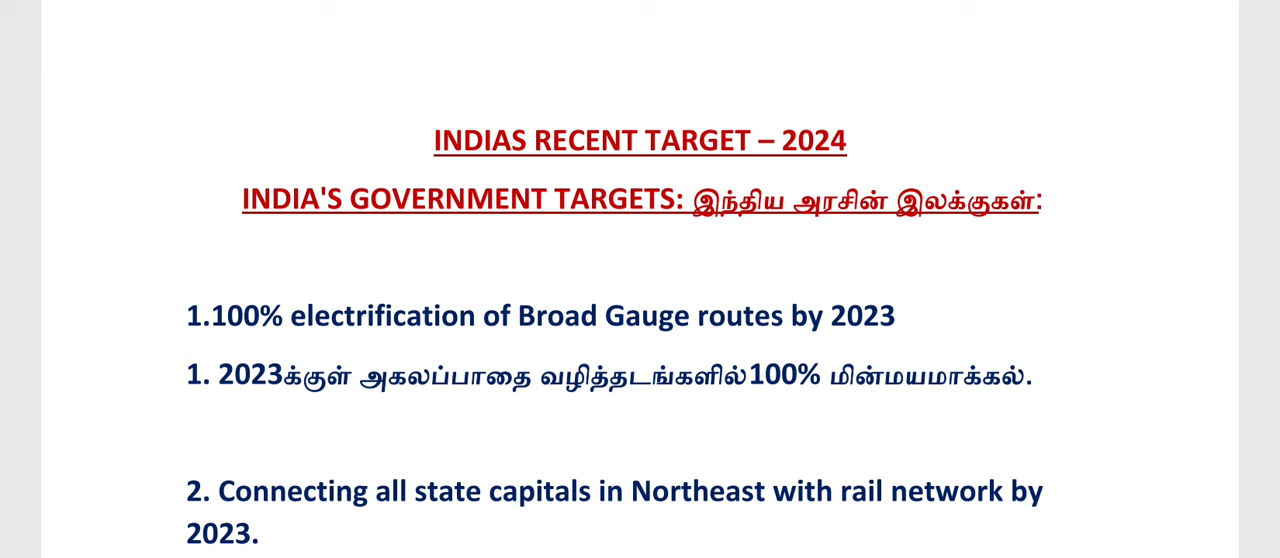 INDIAS RECENT TARGET – 2024
INDIA'S GOVERNMENT TARGETS: இந்திய அரசின் இலக்குகள்:
1.100% electrification of Broad Gauge routes by 2023
1. 2023க்குள் அகலப்பாதை வழித்தடங்களில்100% மின்மயமாக்கல்.
2. Connecting all state capitals in Northeast with rail network by
2023.